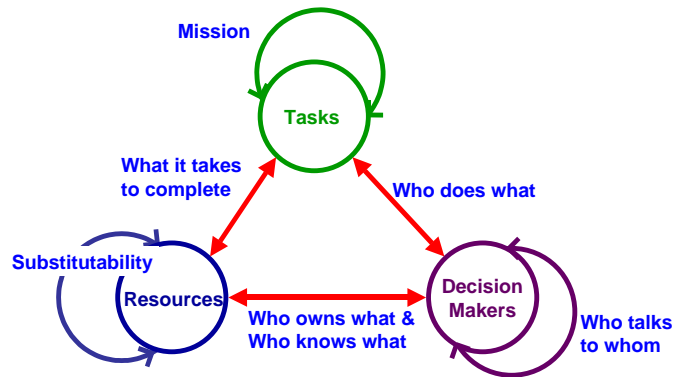 Mission
Tasks
What it takes
to complete
Who does what
Substitutability
Resources
Decision
Makers
Who owns what &
Who knows what
Who talks
to whom